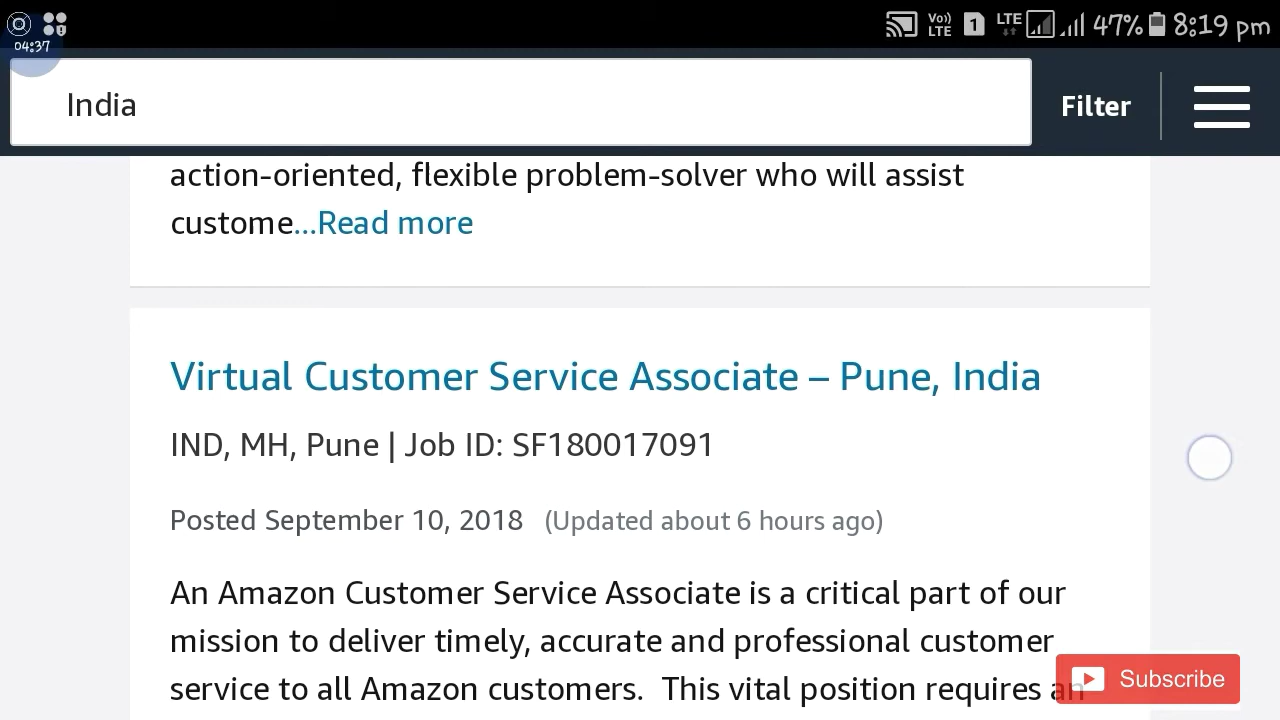 04:37
Vo))
LTE
1
LTE
47%
8:19 pm
India
Filter
action-oriented, flexible problem-solver who will assist
custome...Read more
Virtual Customer Service Associate – Pune, India
IND, MH, Pune | Job ID: SF180017091
Posted September 10, 2018 (Updated about 6 hours ago)
An Amazon Customer Service Associate is a critical part of our
mission to deliver timely, accurate and professional customer
service to all Amazon customers.  This vital position requires an
Subscribe